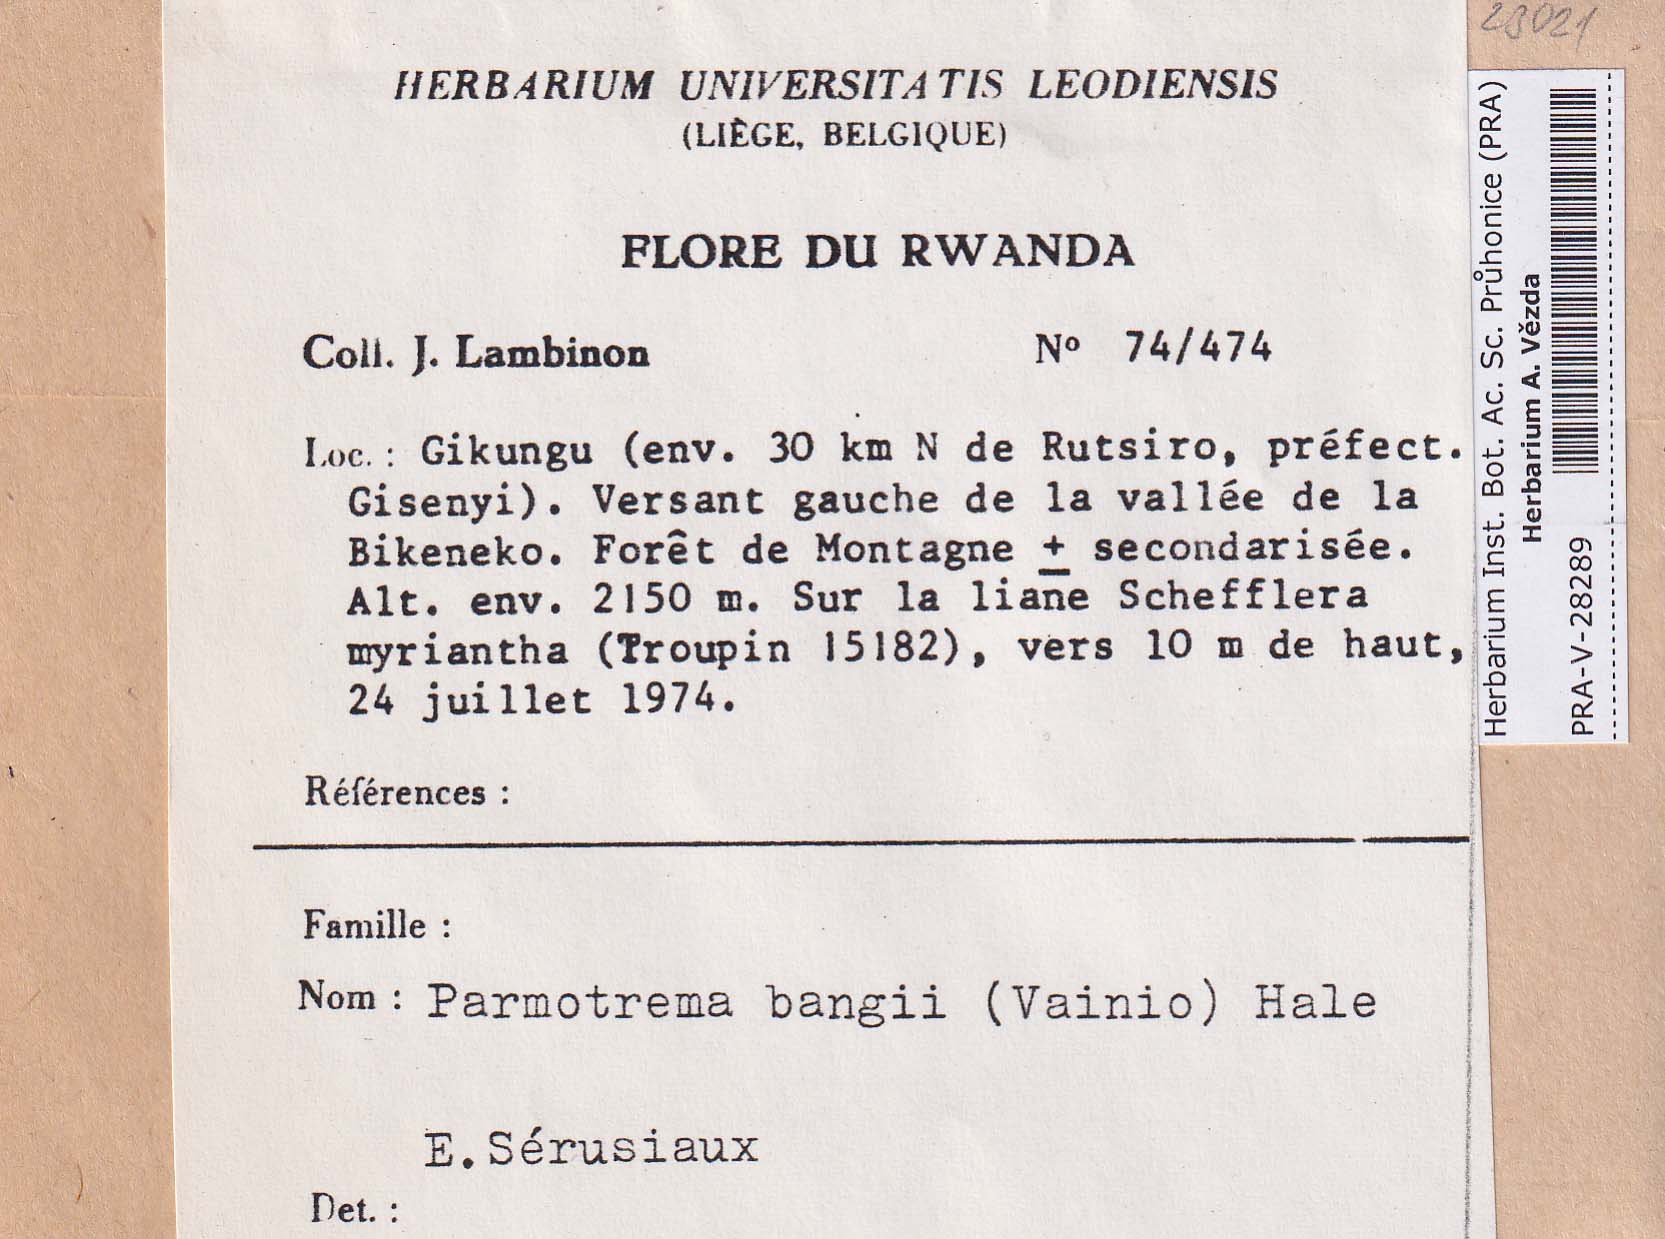 23021
HERBARIUM UNIVERSITATIS LEODIENSIS
(LIÈGE, BELGIQUE)
FLORE DU RWANDA
Coll. J. Lambinon Nº 74/474
Loc. : Gikungu (env. 30 km N de Rutsiro, préfect.
Gisenyi). Versant gauche de la vallée de la
Bikeneko. Forêt de Montagne ± secondarisée.
Alt. env. 2150 m. Sur la liane Schefflera
myriantha (Troupin 15182), vers 10 m de haut,
24 juillet 1974.
Références :
Famille :
Nom : Parmotrema bangii (Vainio) Hale
E.Sérusiaux
Det. :
Herbarium Inst. Bot. Ac. Sc. Průhonice (PRA)
Herbarium A. Vězda
PRA-V-28289